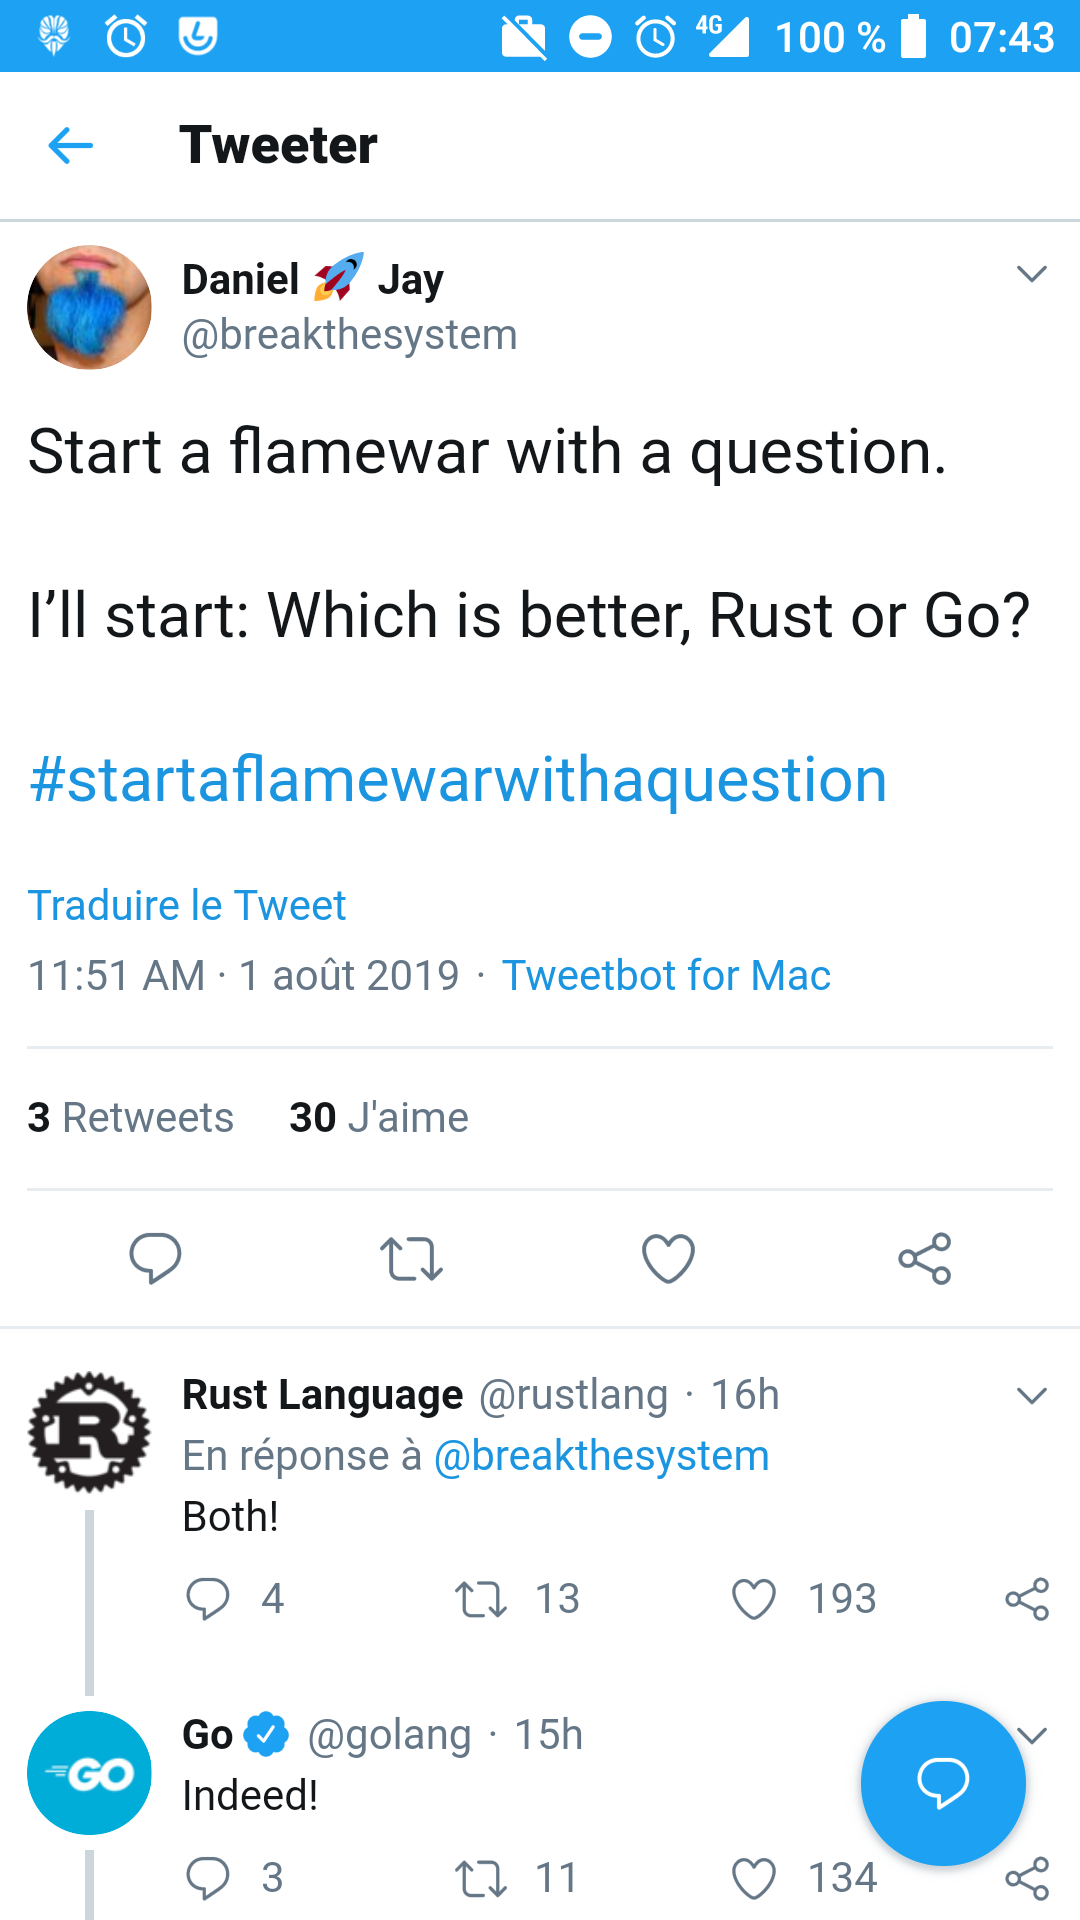 4G 100 % 07:43
Tweeter
Daniel 🚀 Jay
@breakthesystem
Start a flamewar with a question.
I’ll start: Which is better, Rust or Go?
#startaflamewarwithaquestion
Traduire le Tweet
11:51 AM · 1 août 2019 · Tweetbot for Mac
3 Retweets 30 J'aime
R
Rust Language @rustlang · 16h
En réponse à @breakthesystem
Both!
4 13 193
GO
Go @golang · 15h
Indeed!
3 11 134